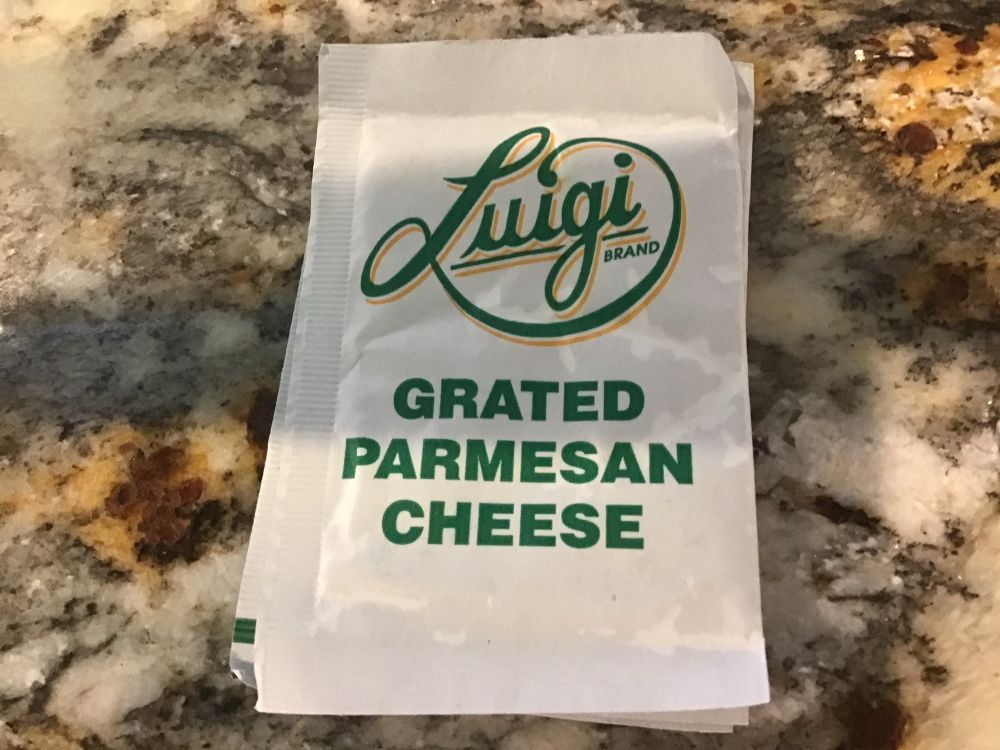 Luigi
BRAND
GRATED
PARMESAN
CHEESE